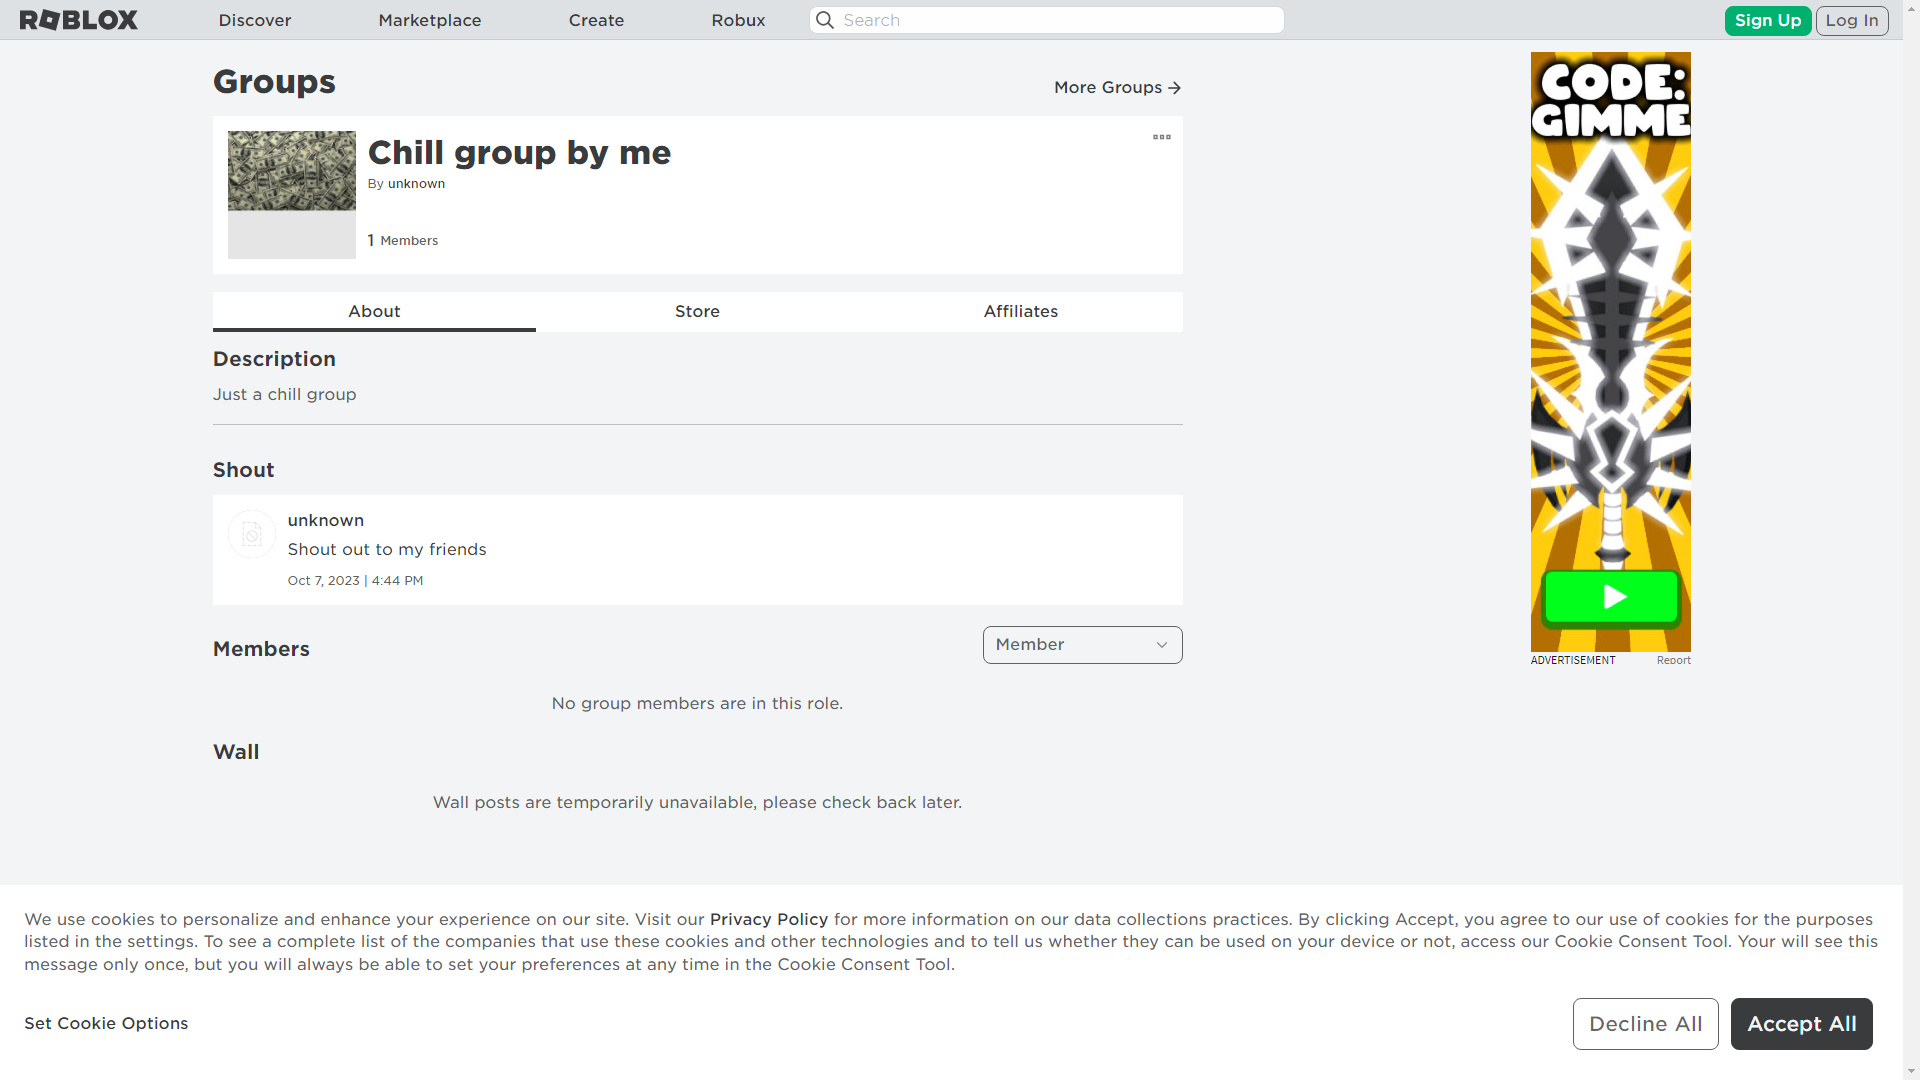 ROBLOX Discover Marketplace Create Robux Search Sign Up Log In
Groups
More Groups
Chill group by me
By unknown
1 Members
About Store Affiliates
Description
Just a chill group
Shout
unknown
Shout out to my friends
Oct 7, 2023 | 4:44 PM
Members
Member
No group members are in this role.
Wall
Wall posts are temporarily unavailable, please check back later.
CODE:
GIMME
ADVERTISEMENT Report
We use cookies to personalize and enhance your experience on our site. Visit our Privacy Policy for more information on our data collections practices. By clicking Accept, you agree to our use of cookies for the purposes
listed in the settings. To see a complete list of the companies that use these cookies and other technologies and to tell us whether they can be used on your device or not, access our Cookie Consent Tool. Your will see this
message only once, but you will always be able to set your preferences at any time in the Cookie Consent Tool.
Set Cookie Options
Decline All
Accept All